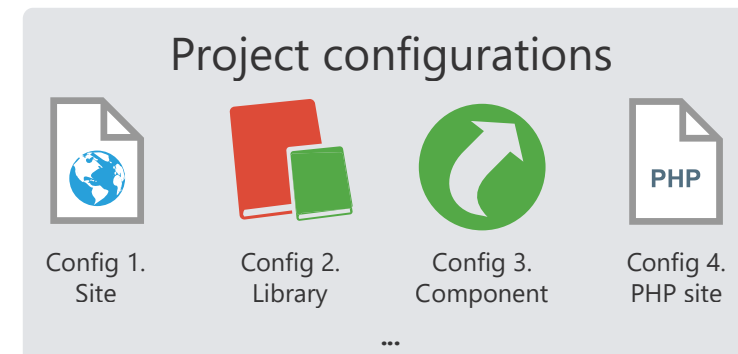 Project configurations
PHP
Config 1.
Site
Config 2.
Library
Config 3.
Component
Config 4.
PHP site
...